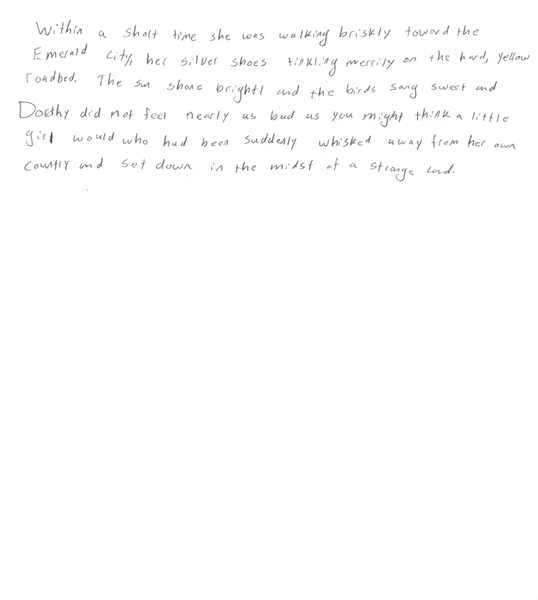 Within a short time she was walking briskly toward the
Emerald City, her silver shoes tinkling merrily on the hard, yellow
roadbed. The sun shone brightl and the birds sang sweet and
Dorthy did not feel nearly as bad as you might think a little
girl would who had been suddenly whisked away from her own
country and set down in the midst of a strange land.